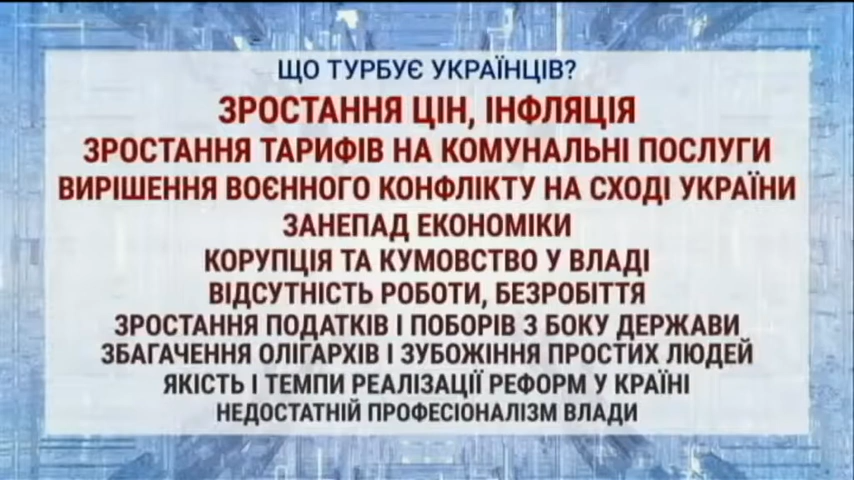 ЩО ТУРБУЄ УКРАЇНЦІВ?
ЗРОСТАННЯ ЦІН, ІНФЛЯЦІЯ
ЗРОСТАННЯ ТАРИФІВ НА КОМУНАЛЬНІ ПОСЛУГИ
ВИРІШЕННЯ ВОЄННОГО КОНФЛІКТУ НА СХОДІ УКРАЇНИ
ЗАНЕПАД ЕКОНОМІКИ
КОРУПЦІЯ ТА КУМОВСТВО У ВЛАДІ
ВІДСУТНІСТЬ РОБОТИ, БЕЗРОБІТТЯ
ЗРОСТАННЯ ПОДАТКІВ І ПОБОРІВ З БОКУ ДЕРЖАВИ
ЗБАГАЧЕННЯ ОЛІГАРХІВ І ЗУБОЖІННЯ ПРОСТИХ ЛЮДЕЙ
ЯКІСТЬ І ТЕМПИ РЕАЛІЗАЦІЇ РЕФОРМ У КРАЇНІ
НЕДОСТАТНІЙ ПРОФЕСІОНАЛІЗМ ВЛАДИ